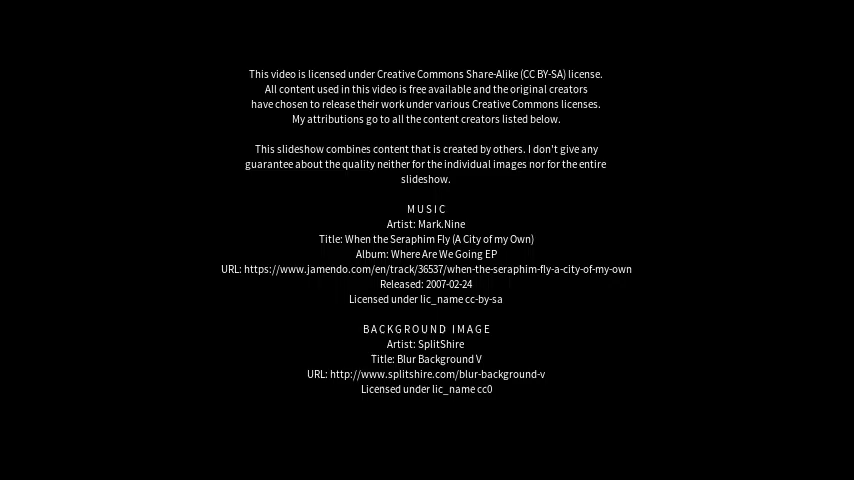 This video is licensed under Creative Commons Share-Alike (CC BY-SA) license.
All content used in this video is free available and the original creators
have chosen to release their work under various Creative Commons licenses.
My attributions go to all the content creators listed below.
This slideshow combines content that is created by others. I don't give any
guarantee about the quality neither for the individual images nor for the entire
slideshow.
MUSIC
Artist: Mark.Nine
Title: When the Seraphim Fly (A City of my Own)
Album: Where Are We Going EP
URL: https://www.jamendo.com/en/track/36537/when-the-seraphim-fly-a-city-of-my-own
Released: 2007-02-24
Licensed under lic_name cc-by-sa
BACKGROUND IMAGE
Artist: SplitShire
Title: Blur Background V
URL: http://www.splitshire.com/blur-background-v
Licensed under lic_name cc0